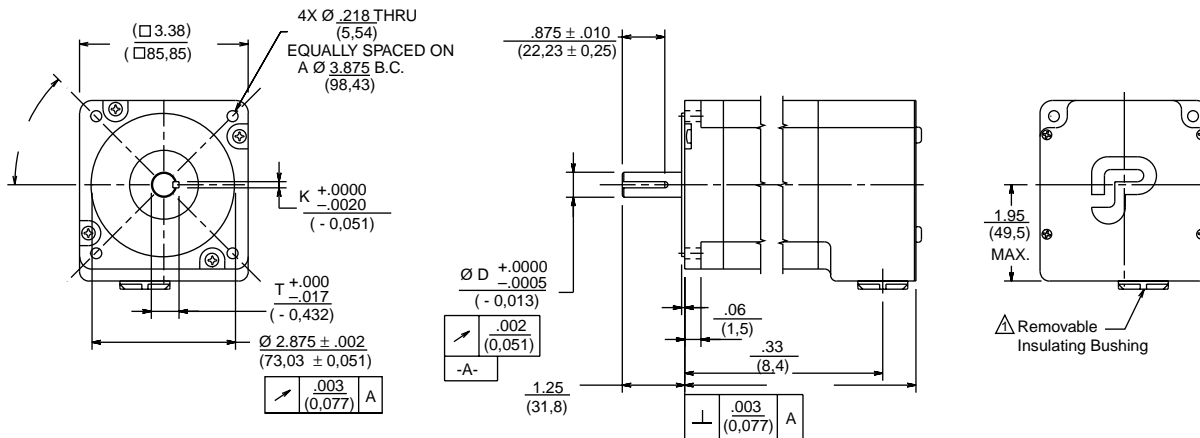 (□ 3.38)
(□85,85)
4X Ø .218 THRU
(5,54)
EQUALLY SPACED ON
A Ø 3.875 B.C.
(98,43)
K +.0000
–.0020
( - 0,051)
T +.000
–.017
( - 0,432)
Ø 2.875 ± .002
(73,03 ± 0,051)
↗ .003 A
(0,077)
.875 ± .010
(22,23 ± 0,25)
Ø D +.0000
–.0005
( - 0,013)
↗ .002
(0,051)
-A-
.06
(1,5)
.33
(8,4)
1.25
(31,8)
⊥ .003 A
(0,077)
1.95
(49,5)
MAX.
1 Removable
Insulating Bushing